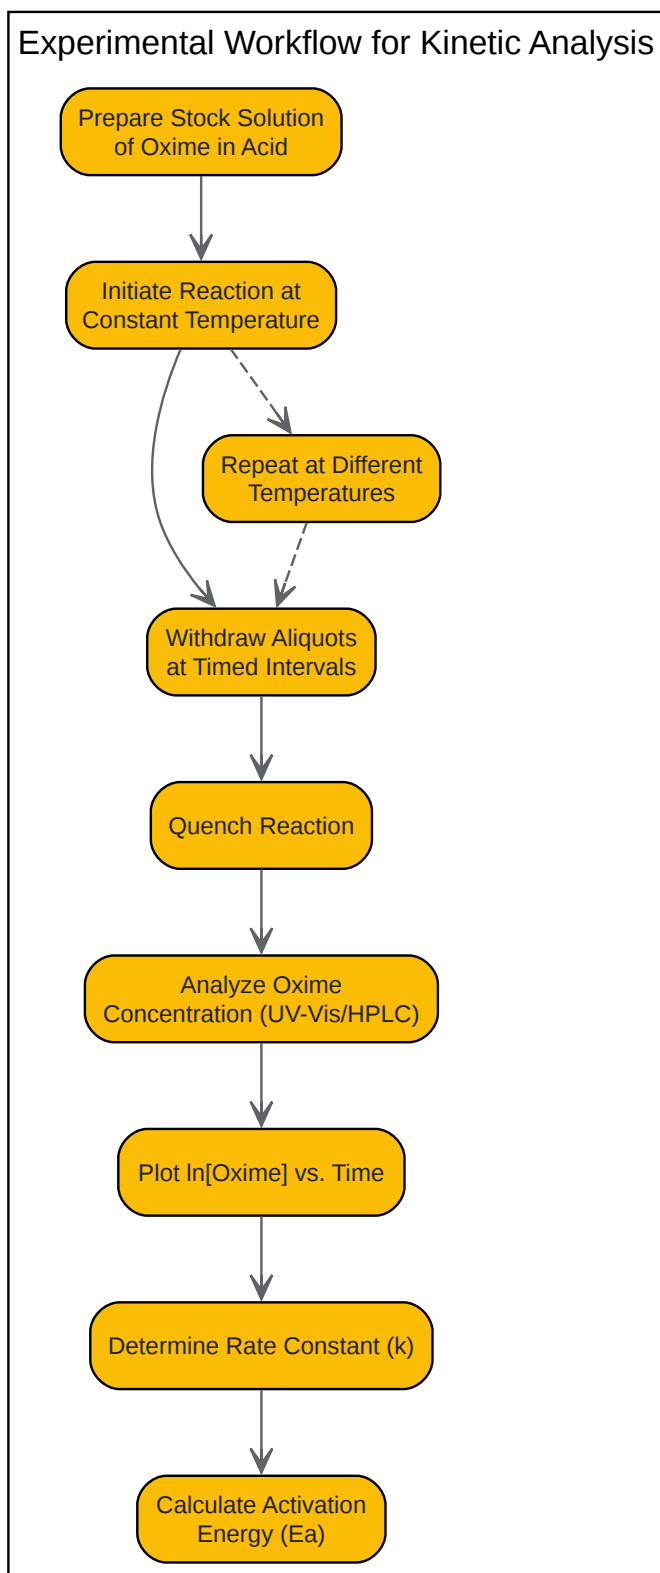 Experimental Workflow for Kinetic Analysis
Prepare Stock Solution
of Oxime in Acid
Initiate Reaction at
Constant Temperature
Repeat at Different
Temperatures
Withdraw Aliquots
at Timed Intervals
Quench Reaction
Analyze Oxime
Concentration (UV-Vis/HPLC)
Plot ln[Oxime] vs. Time
Determine Rate Constant (k)
Calculate Activation
Energy (Ea)